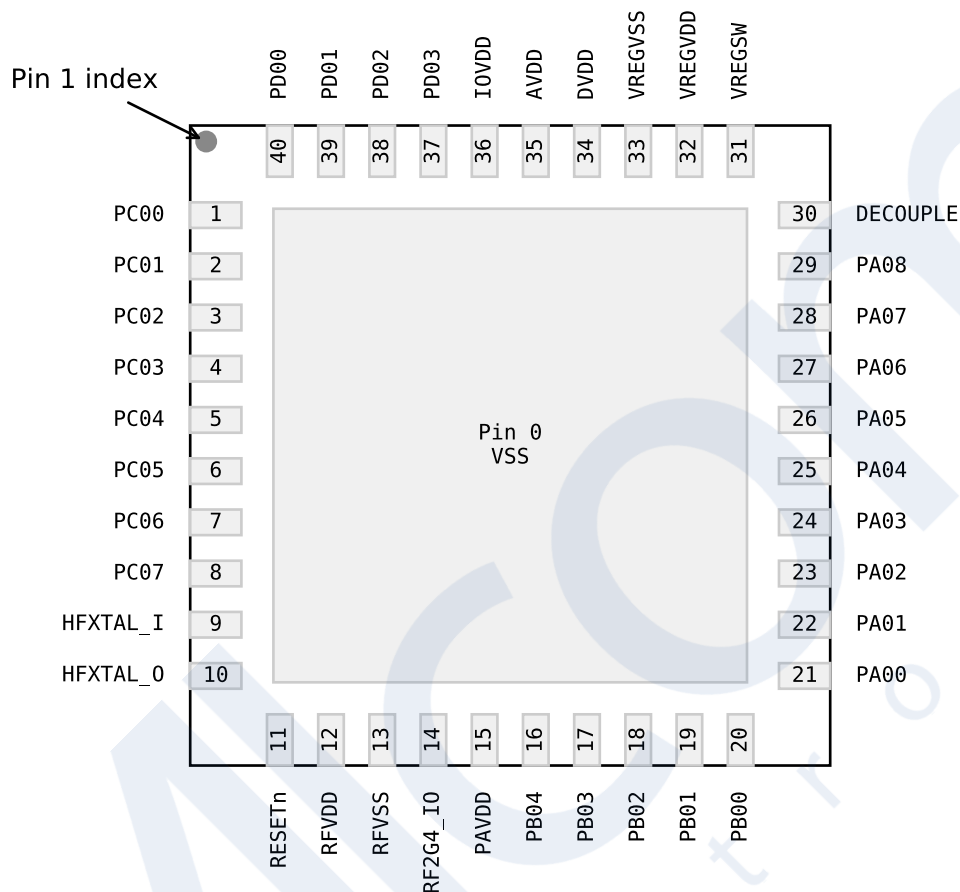 PD00
PD01
PD02
PD03
IOVDD
AVDD
DVDD
VREGVSS
VREGVDD
VREGSW
Pin 1 index
40
39
38
37
36
35
34
33
32
31
PC00 1 30 DECOUPLE
PC01 2 29 PA08
PC02 3 28 PA07
PC03 4 27 PA06
PC04 5 26 PA05
Pin 0
VSS
PC05 6 25 PA04
PC06 7 24 PA03
PC07 8 23 PA02
HFXTAL_I 9 22 PA01
HFXTAL_O 10 21 PA00
11
12
13
14
15
16
17
18
19
20
RESETn
RFVDD
RFVSS
RF2G4_IO
PAVDD
PB04
PB03
PB02
PB01
PB00